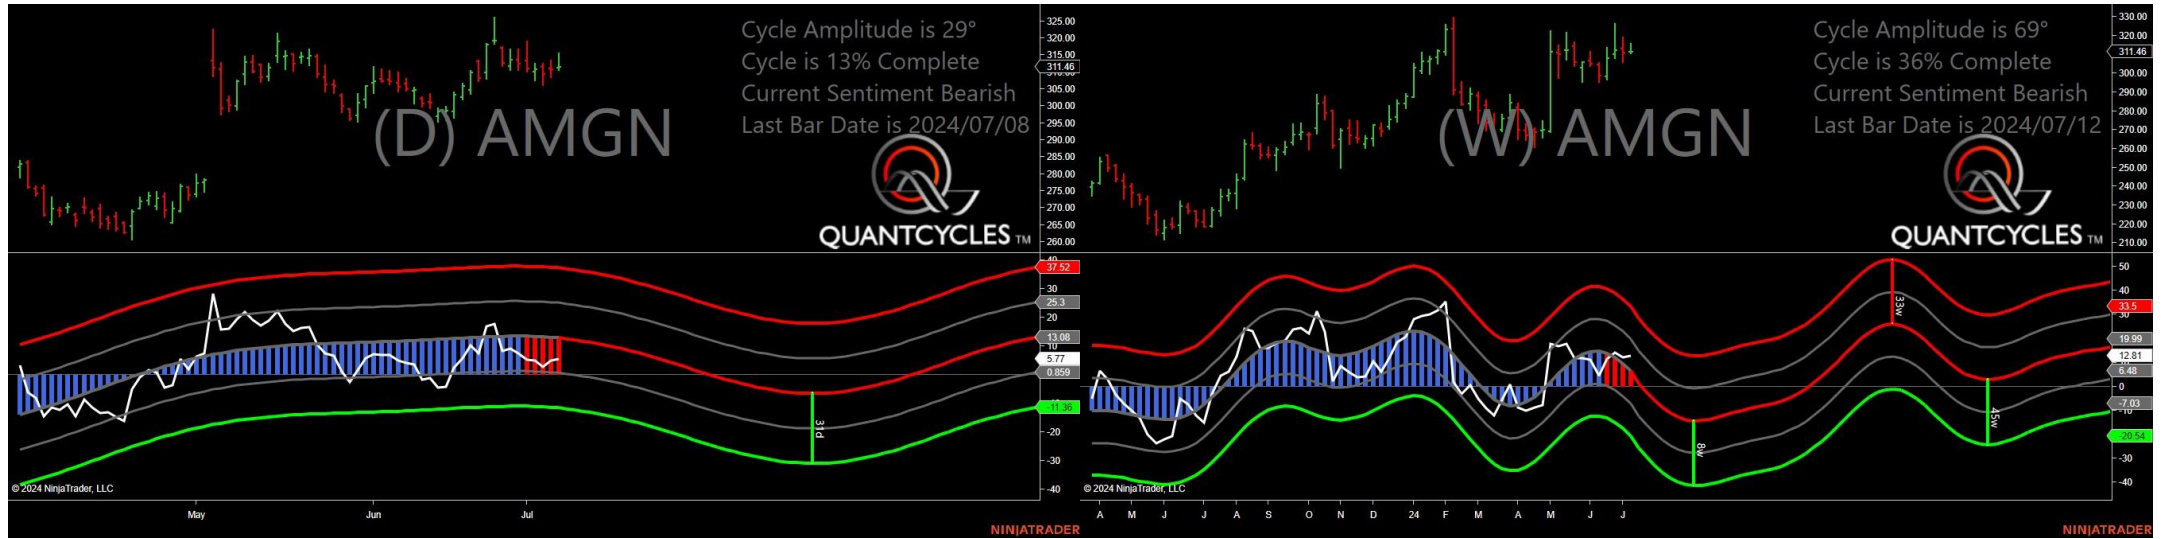 Cycle Amplitude is 29°
Cycle is 13% Complete
Current Sentiment Bearish
Last Bar Date is 2024/07/08
(D) AMGN
QUANTCYCLES TM
325.00
320.00
315.00
311.46
305.00
300.00
295.00
290.00
285.00
280.00
275.00
270.00
265.00
260.00
40
37.52
30
25.3
20
13.08
10
5.77
0.859
-11.36
-20
-30
-40
31d
© 2024 NinjaTrader, LLC
May
Jun
Jul
NINJATRADER
Cycle Amplitude is 69°
Cycle is 36% Complete
Current Sentiment Bearish
Last Bar Date is 2024/07/12
(W) AMGN
QUANTCYCLES TM
330.00
320.00
311.46
300.00
290.00
280.00
270.00
260.00
250.00
240.00
230.00
220.00
210.00
50
40
33.5
30
19.99
12.81
6.48
0
-7.03
-10
-20.54
-30
-40
33w
8w
45w
© 2024 NinjaTrader, LLC
A M J J A S O N D 24 F M A M J J
NINJATRADER